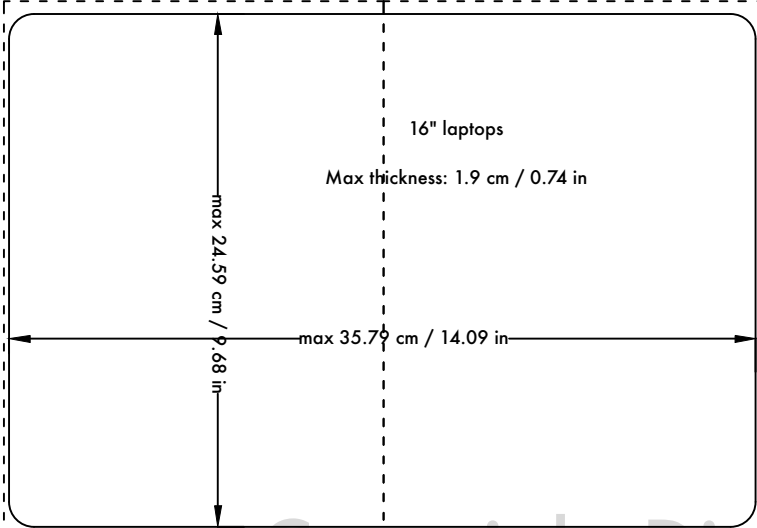 16" laptops
Max thickness: 1.9 cm / 0.74 in
max 24.59 cm / 9.68 in
max 35.79 cm / 14.09 in